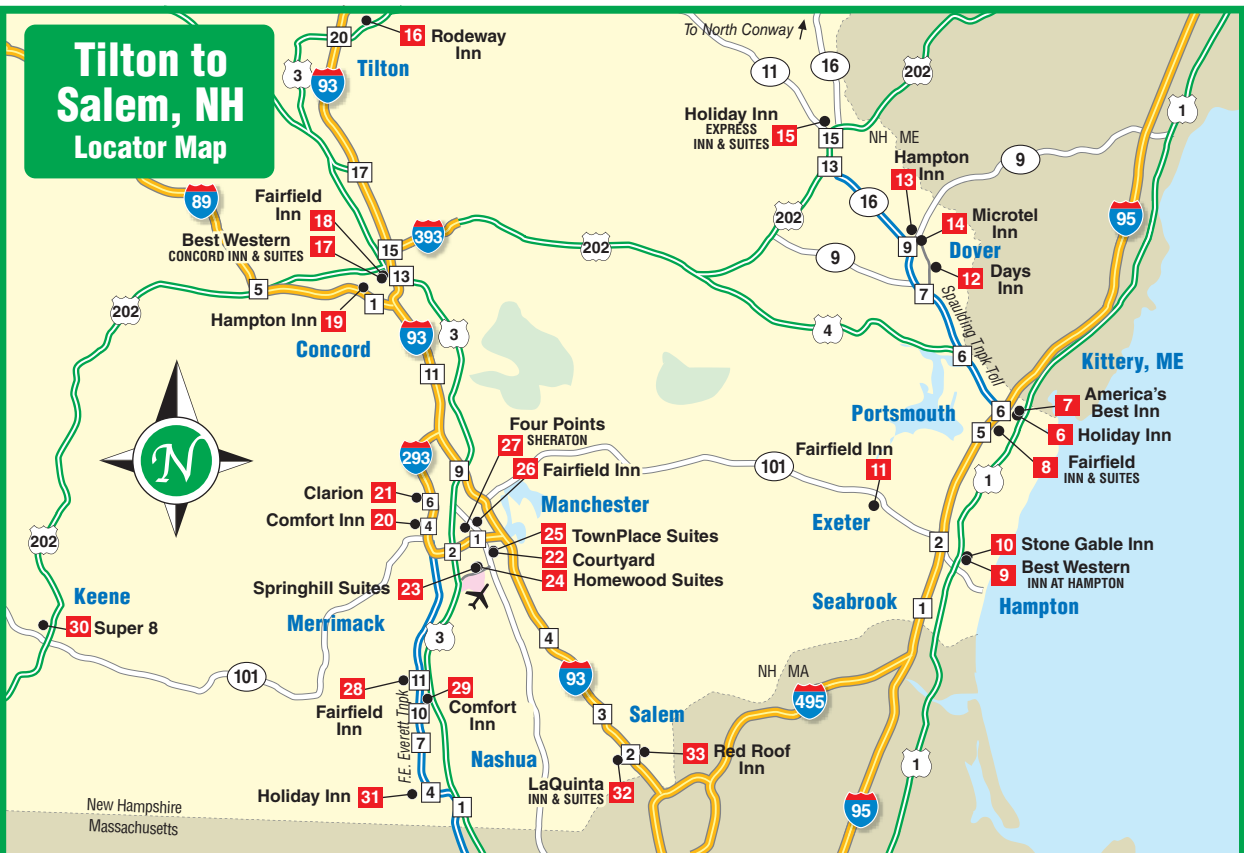 Tilton to
Salem, NH
Locator Map
20
16
Rodeway
Inn
3
Tilton
93
To North Conway
11
16
202
1
Holiday Inn
EXPRESS
INN & SUITES
15
15
NH
ME
13
Hampton
Inn
13
9
17
89
16
Fairfield
Inn
18
202
14
Microtel
Inn
95
393
Best Western
CONCORD INN & SUITES
17
15
202
9
9
Dover
13
12
Days
Inn
5
7
202
1
Hampton Inn
19
Spaulding Tnpk Toll
93
3
4
Concord
6
Kittery, ME
11
N
6
7
America's
Best Inn
Portsmouth
5
6
Holiday Inn
Four Points
SHERATON
27
293
9
26
Fairfield Inn
101
Fairfield Inn
11
1
8
Fairfield
INN & SUITES
Clarion
21
6
Manchester
Comfort Inn
20
4
Exeter
25
TownPlace Suites
1
2
2
10
Stone Gable Inn
202
22
Courtyard
Springhill Suites
23
24
Homewood Suites
9
Best Western
INN AT HAMPTON
Keene
Seabrook
1
Hampton
30
Super 8
Merrimack
3
4
101
28
11
29
Fairfield
Inn
Comfort
Inn
93
NH
MA
495
10
3
Salem
F.E. Everett Tnpk
7
Nashua
2
33
Red Roof
Inn
1
LaQuinta
INN & SUITES
32
Holiday Inn
31
4
1
95
New Hampshire
Massachusetts